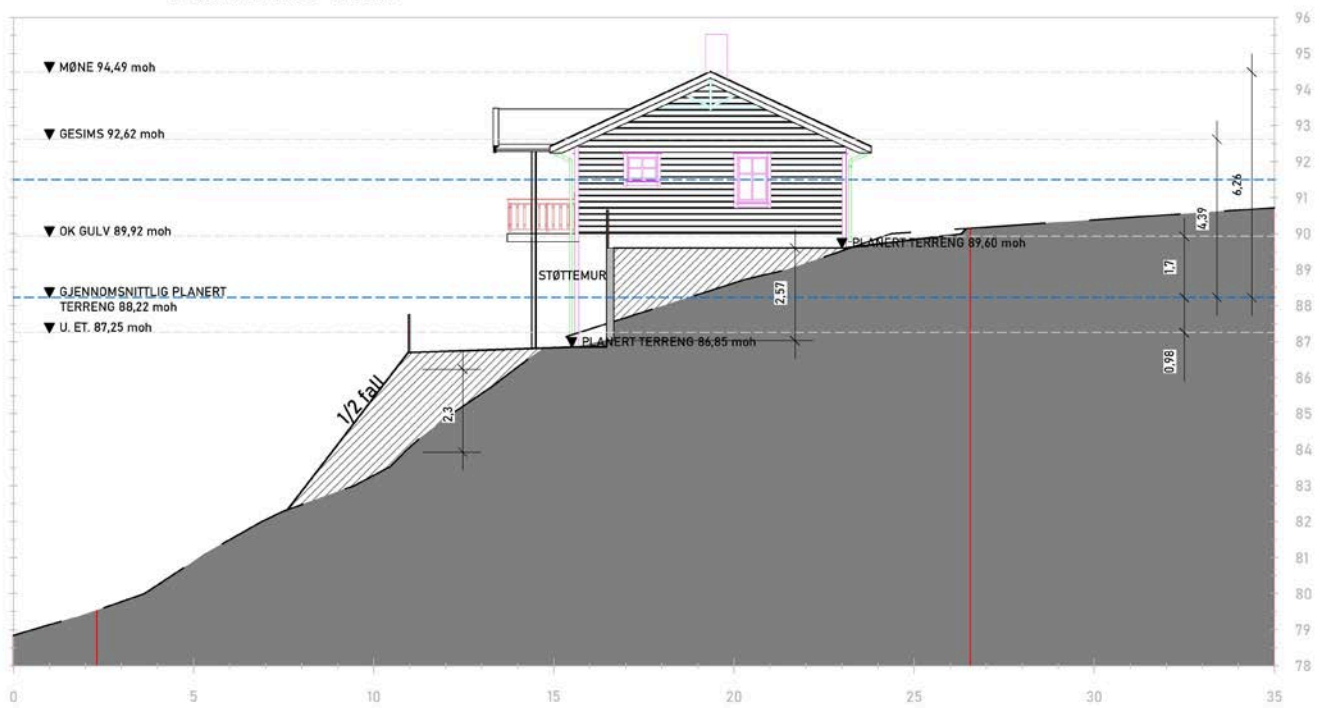 96
95
▼ MØNE 94,49 moh
94
▼ GESIMS 92,62 moh
93
92
6,26
4,39
91
▼ OK GULV 89,92 moh
90
▼ PLANERT TERRENG 89,60 moh
STØTTEMUR
2,57
1,7
89
▼ GJENNOMSNITTLIG PLANERT
TERRENG 88,22 moh
88
▼ U. ET. 87,25 moh
87
▼ PLANERT TERRENG 86,85 moh
0,98
1/2 fall
86
2,3
85
84
83
82
81
80
79
78
0 5 10 15 20 25 30 35